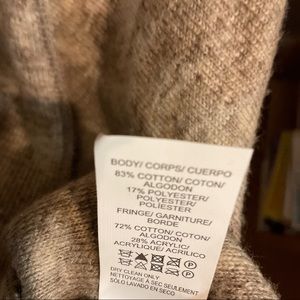 BODY/ CORPS/ CUERPO
83% COTTON/ COTON/
ALGODON
17% POLYESTER/
POLYESTER/
POLIESTER
FRINGE/ GARNITURE/
BORDE
72% COTTON/ COTON/
ALGODON
28% ACRYLIC/
ACRYLIQUE/ ACRILICO
DRY CLEAN ONLY
NETTOYAGE À SEC SEULEMENT
SOLO LAVADO EN SECO